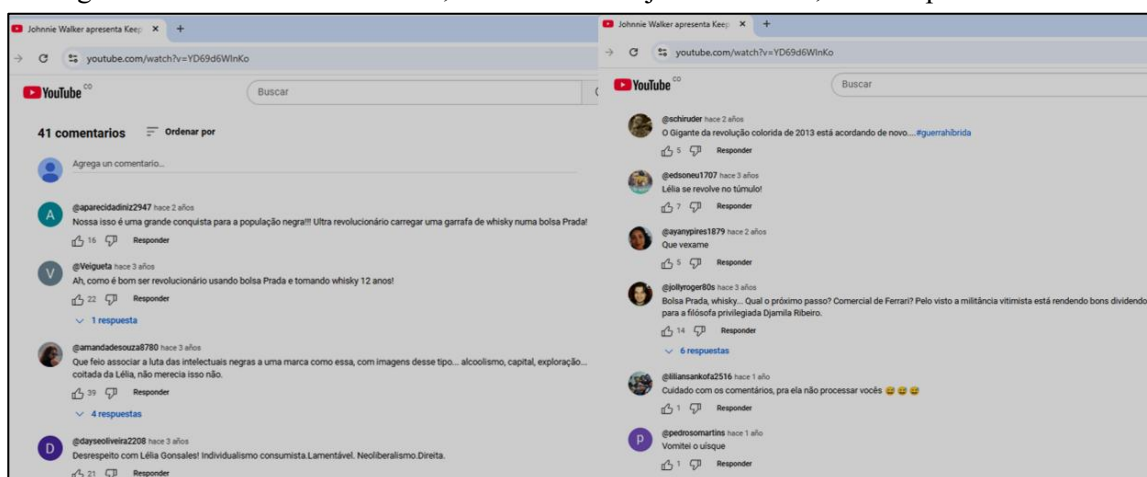 Johnnie Walker apresenta Keep
youtube.com/watch?v=YD69d6WlnKo
YouTube CO
Buscar
41 comentarios
Ordenar por
Agrega un comentario...
@aparecidadiniz2947 hace 2 años
Nossa isso é uma grande conquista para a população negra!!! Ultra revolucionário carregar uma garrafa de whisky numa bolsa Prada!
16 Responder
@Veigueta hace 3 años
Ah, como é bom ser revolucionário usando bolsa Prada e tomando whisky 12 anos!
22 Responder
1 respuesta
@amandadesouza8780 hace 3 años
Que feio associar a luta das intelectuais negras a uma marca como essa, com imagens desse tipo... alcoolismo, capital, exploração...
coitada da Lélia, não merecia isso não.
39 Responder
4 respuestas
@dayseoliveira2208 hace 3 años
Desrespeito com Lélia Gonsales! Individualismo consumista.Lamentável. Neoliberalismo.Direita.
21 Responder
Johnnie Walker apresenta Keep
youtube.com/watch?v=YD69d6WlnKo
YouTube CO
Buscar
@schiruder hace 2 años
O Gigante da revolução colorida de 2013 está acordando de novo....#guerrahíbrida
5 Responder
@edsoneu1707 hace 3 años
Lélia se revolve no túmulo!
7 Responder
@ayanypires1879 hace 2 años
Que vexame
5 Responder
@jollyroger80s hace 3 años
Bolsa Prada, whisky... Qual o próximo passo? Comercial de Ferrari? Pelo visto a militância vitimista está rendendo bons dividendo
para a filósofa privilegiada Djamila Ribeiro.
14 Responder
6 respuestas
@liliansankofa2516 hace 1 año
Cuidado com os comentários, pra ela não processar vocês 😅 😅 😅
1 Responder
@pedrosomartins hace 1 año
Vomitei o uísque
1 Responder